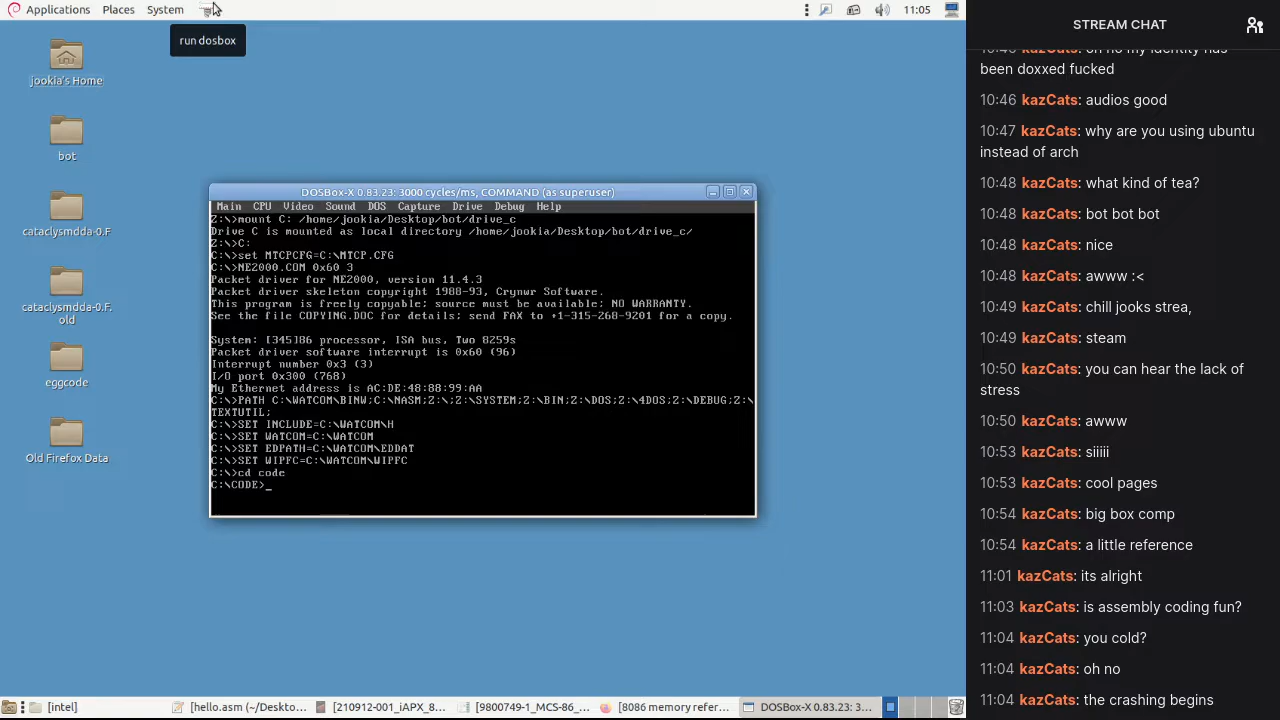 Applications Places System 11:05
run dosbox
jookia's Home
bot
cataclysmdda-0.F
cataclysmdda-0.F.
old
eggcode
Old Firefox Data
DOSBox-X 0.83.23: 3000 cycles/ms, COMMAND (as superuser)
Main CPU Video Sound DOS Capture Drive Debug Help
Z:\>mount C: /home/jookia/Desktop/bot/drive_c
Drive C is mounted as local directory /home/jookia/Desktop/bot/drive_c/
Z:\>C:
C:\>set MTCPCFG=C:\MTCP.CFG
C:\>NE2000.COM 0x60 3
Packet driver for NE2000, version 11.4.3
Packet driver skeleton copyright 1988-93, Crynwr Software.
This program is freely copyable; source must be available; NO WARRANTY.
See the file COPYING.DOC for details; send FAX to +1-315-268-9201 for a copy.
System: [345]86 processor, ISA bus, Two 8259s
Packet driver software interrupt is 0x60 (96)
Interrupt number 0x3 (3)
I/O port 0x300 (768)
My Ethernet address is AC:DE:48:88:99:AA
C:\>PATH C:\WATCOM\BINW;C:\NASM;Z:\;Z:\SYSTEM;Z:\BIN;Z:\DOS;Z:\4DOS;Z:\DEBUG;Z:\
TEXTUTIL;
C:\>SET INCLUDE=C:\WATCOM\H
C:\>SET WATCOM=C:\WATCOM
C:\>SET EDPATH=C:\WATCOM\EDDAT
C:\>SET WIPFC=C:\WATCOM\WIPFC
C:\>cd code
C:\CODE>_
[intel] [hello.asm (~/Deskto... [210912-001_iAPX_8... [9800749-1_MCS-86_... [8086 memory refer... DOSBox-X 0.83.23: 3...
STREAM CHAT
10:46 kazCats: oh no my identity has
been doxxed fucked
10:46 kazCats: audios good
10:47 kazCats: why are you using ubuntu
instead of arch
10:48 kazCats: what kind of tea?
10:48 kazCats: bot bot bot
10:48 kazCats: nice
10:48 kazCats: awww :<
10:49 kazCats: chill jooks strea,
10:49 kazCats: steam
10:50 kazCats: you can hear the lack of
stress
10:50 kazCats: awww
10:53 kazCats: siiiii
10:53 kazCats: cool pages
10:54 kazCats: big box comp
10:54 kazCats: a little reference
11:01 kazCats: its alright
11:03 kazCats: is assembly coding fun?
11:04 kazCats: you cold?
11:04 kazCats: oh no
11:04 kazCats: the crashing begins